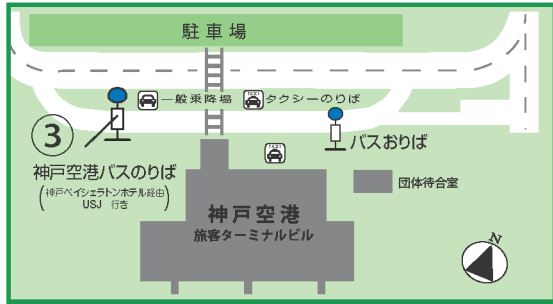 駐車場
一般乗降場
TAXI
タクシーのりば
③
神戸空港バスのりば
(神戸ベイシェラトンホテル経由
USJ 行き)
バスおりば
TAXI
団体待合室
神戸空港
旅客ターミナルビル
N